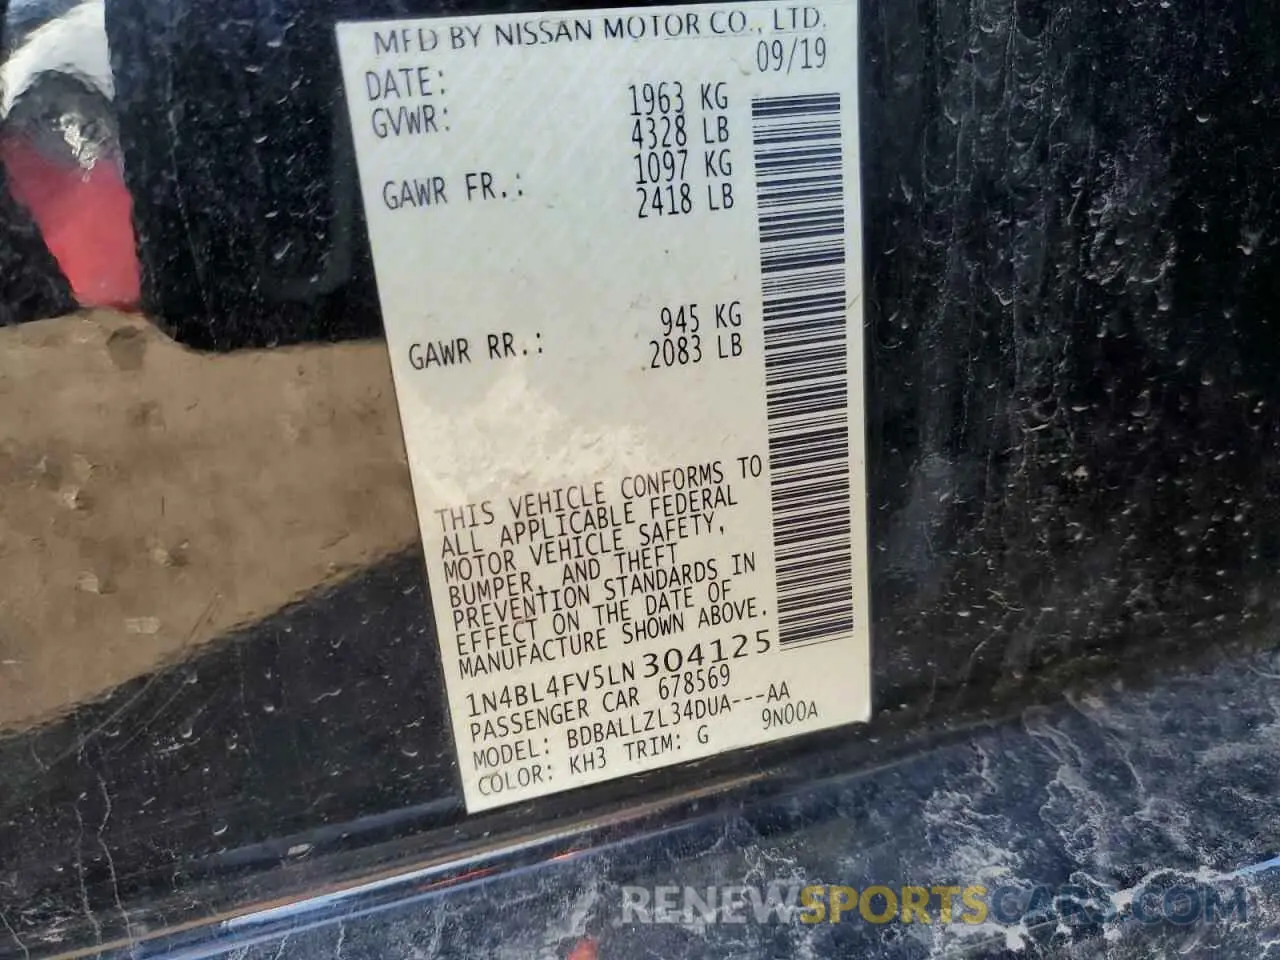 MFD BY NISSAN MOTOR CO., LTD.
DATE: 09/19
GVWR: 1963 KG
4328 LB
GAWR FR.: 1097 KG
2418 LB
GAWR RR.: 945 KG
2083 LB
THIS VEHICLE CONFORMS TO
ALL APPLICABLE FEDERAL
MOTOR VEHICLE SAFETY,
BUMPER, AND THEFT
PREVENTION STANDARDS IN
EFFECT ON THE DATE OF
MANUFACTURE SHOWN ABOVE.
1N4BL4FV5LN304125
PASSENGER CAR 678569
MODEL: BDBALLZL34DUA---AA
COLOR: KH3 TRIM: G 9N00A
RENEWSPORTSCARS.COM